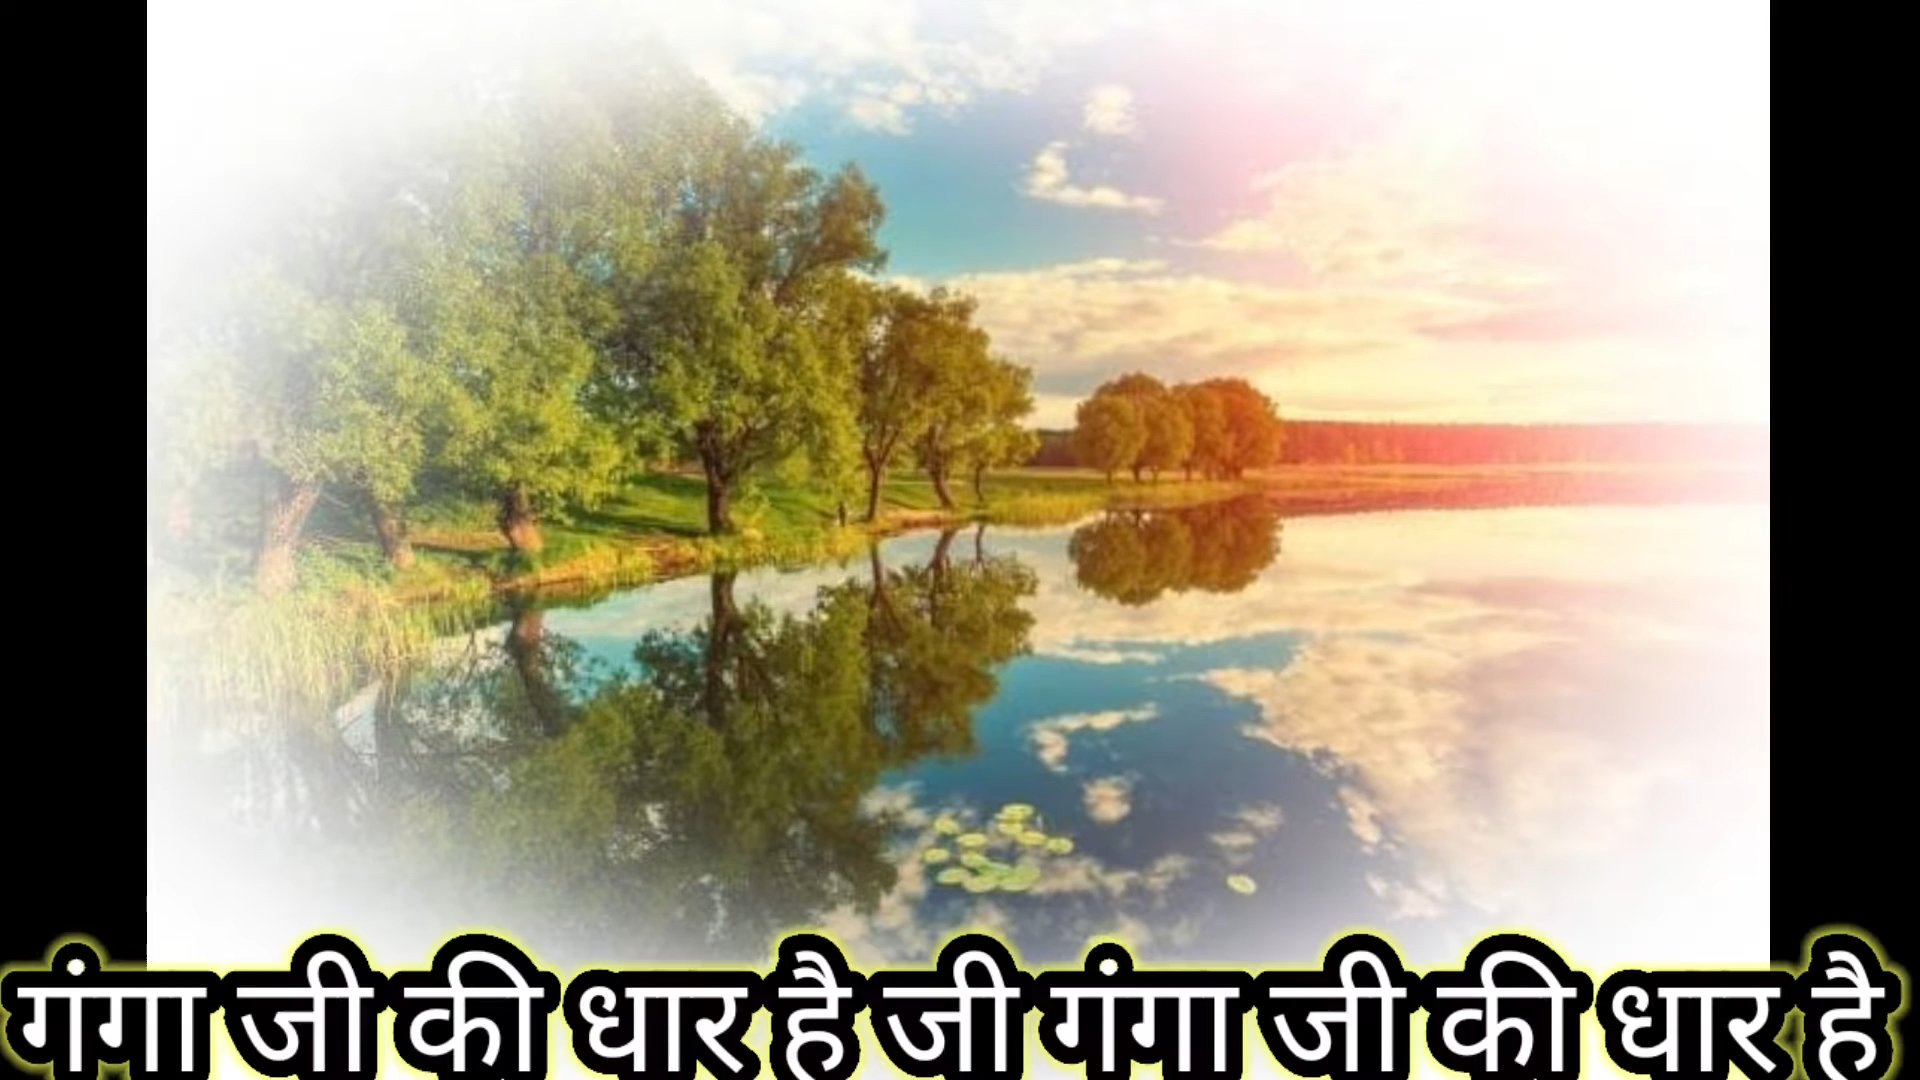 गंगा जी की धार है जी गंगा जी की धार है